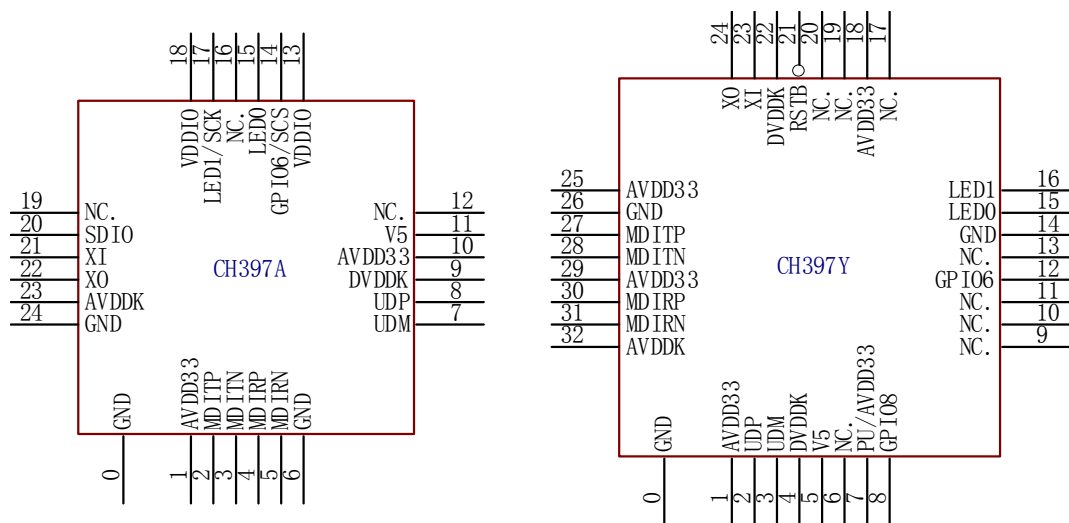 18 17 16 15 14 13
VDDIO LED1/SCK NC. LED0 GPIO6/SCS VDDIO
19 NC.
20 SDIO
21 XI
22 XO
23 AVDDK
24 GND
CH397A
NC. 12
V5 11
AVDD33 10
DVDDK 9
UDP 8
UDM 7
GND AVDD33 MDITP MDITN MDIRP MDIRN GND
0 1 2 3 4 5 6
24 23 22 21 20 19 18 17
XO XI DVDDK RSTB NC. NC. AVDD33 NC.
25 AVDD33
26 GND
27 MDITP
28 MDITN
29 AVDD33
30 MDIRP
31 MDIRN
32 AVDDK
CH397Y
LED1 16
LED0 15
GND 14
NC. 13
GPIO6 12
NC. 11
NC. 10
NC. 9
GND AVDD33 UDP UDM DVDDK V5 NC. PU/AVDD33 GPIO8
0 1 2 3 4 5 6 7 8